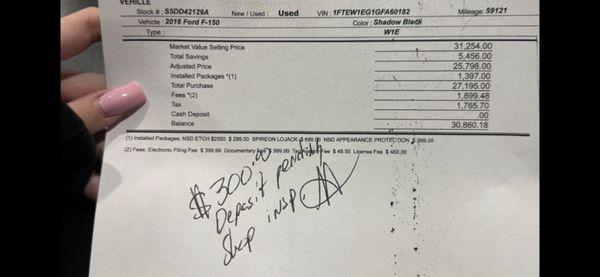 VEHICLE
Stock # : S5DD42129A New / Used : Used VIN : 1FTEW1EG1GFA60182 Mileage: 59121
Vehicle : 2016 Ford F-150 Color : Shadow Black
Type : W1E
Market Value Selling Price 31,254.00
Total Savings 5,456.00
Adjusted Price 25,798.00
Installed Packages *(1) 1,397.00
Total Purchase 27,195.00
Fees *(2) 1,899.48
Tax 1,765.70
Cash Deposit .00
Balance 30,860.18
(1) Installed Packages: NSD ETCH $2500 $ 299.00 SPIREON LOJACK $ 699.00 NSD APPEARANCE PROTECTION $ 299.00
(2) Fees: Electronic Filing Fee $ 399.99 Documentary Fee $ 999.99 Fee $ 49.50 License Fee $ 450.00
$300.00
Deposit pending
Shop insp.